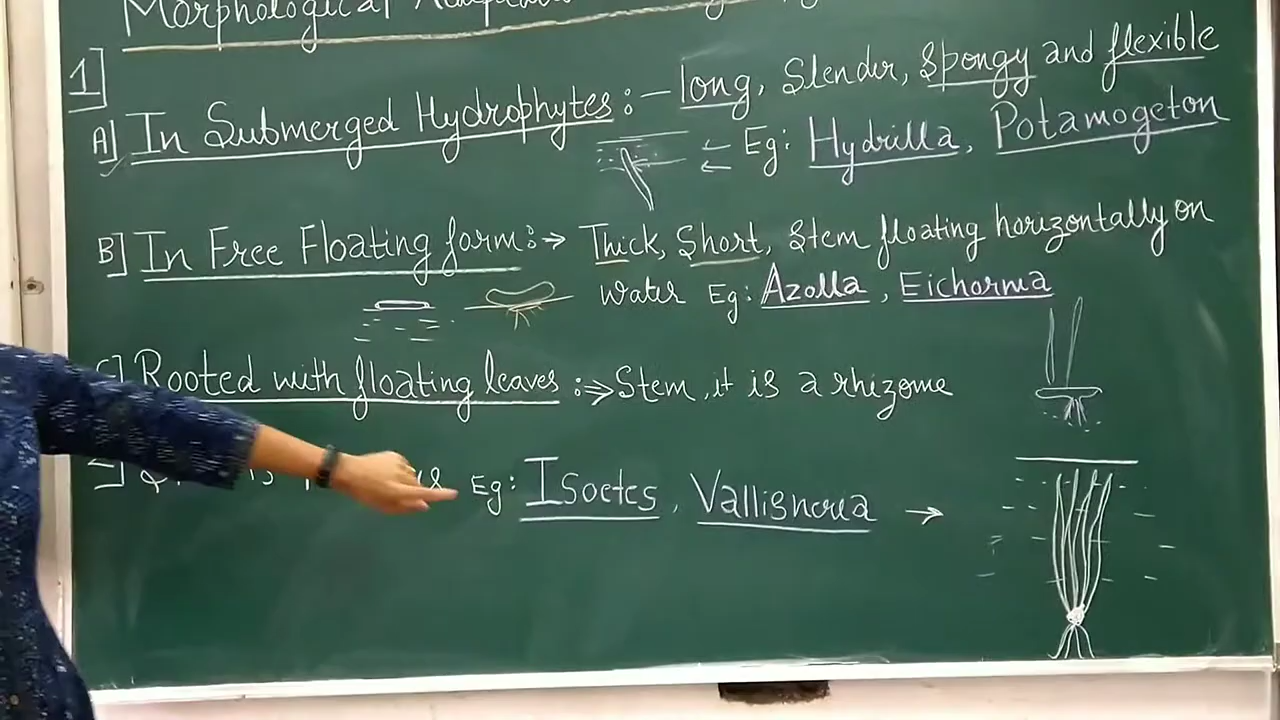 Morphological
1]
A] In Submerged Hydrophytes :- long, Slender, Spongy and flexible
Eg: Hydrilla, Potamogeton
B] In Free Floating form :→ Thick, Short, Stem floating horizontally on
water Eg: Azolla, Eichornia
C] Rooted with floating leaves :⇒ Stem, it is a rhizome
Eg: Isoetes, Vallisneria →